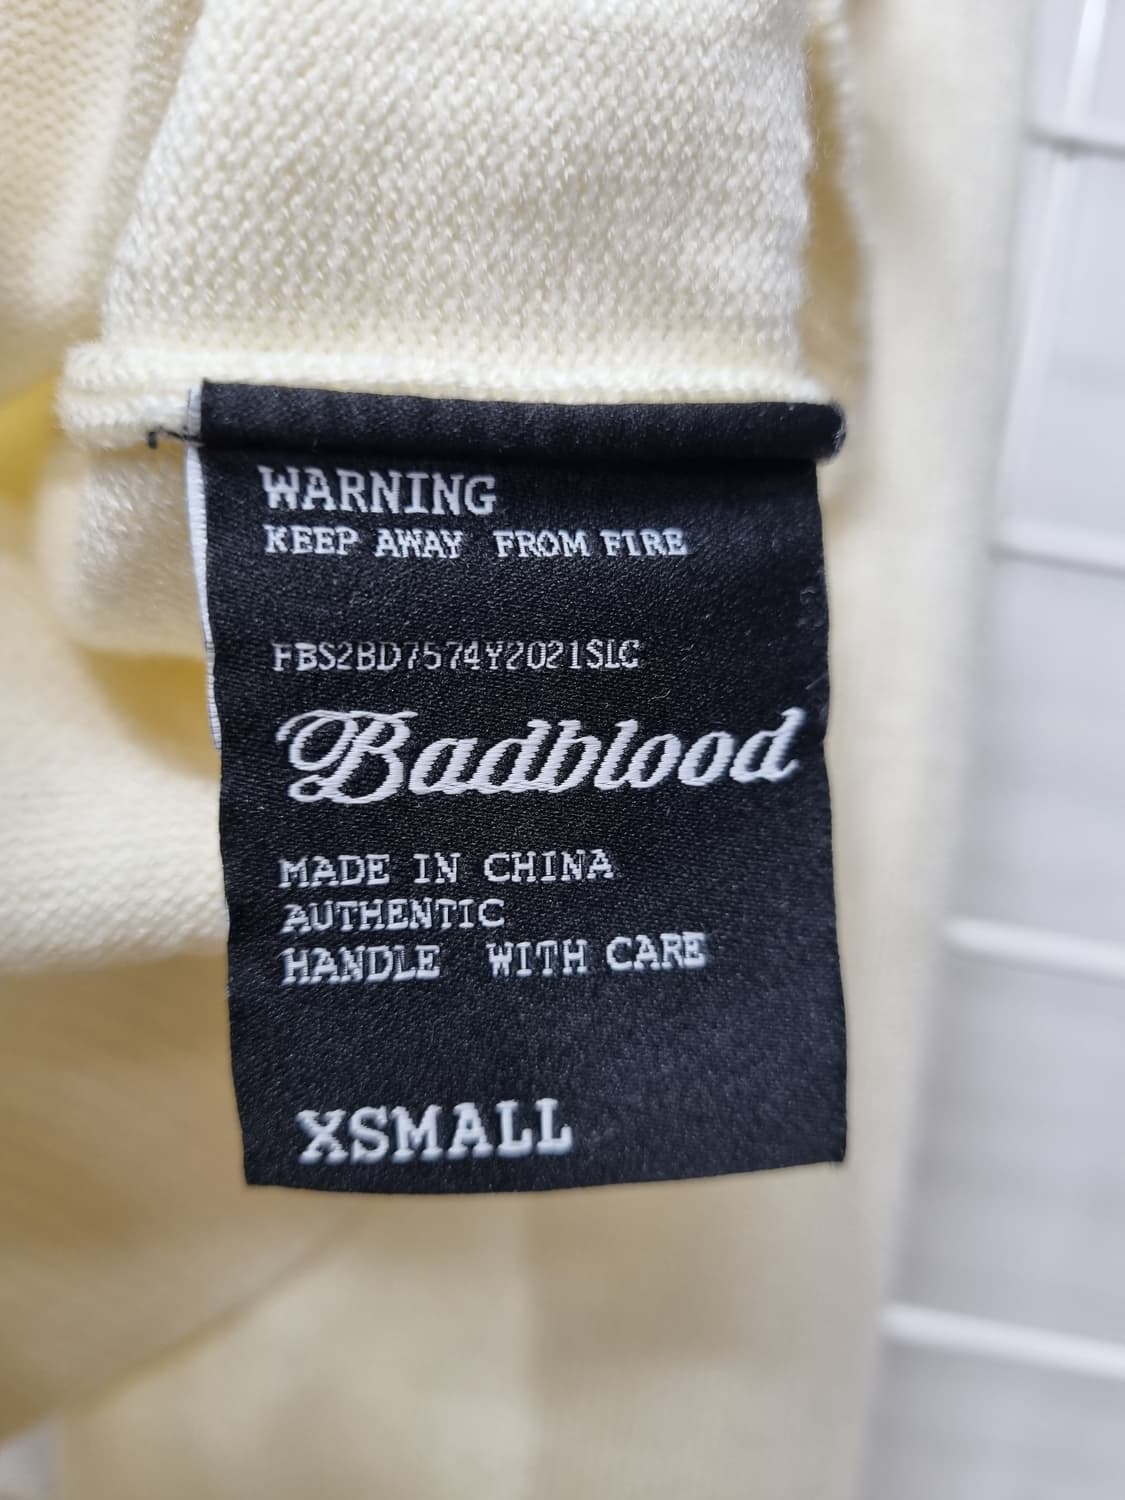 WARNING
KEEP AWAY FROM FIRE
FBS2BD7574Y2021SLC
Badblood
MADE IN CHINA
AUTHENTIC
HANDLE WITH CARE
XSMALL